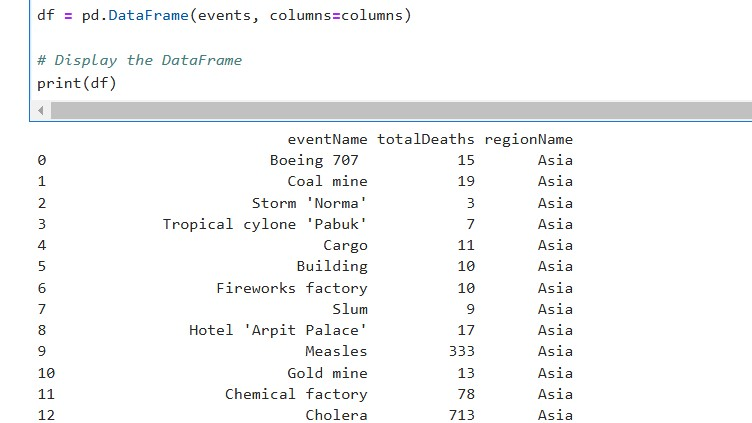 df = pd.DataFrame(events, columns=columns)
# Display the DataFrame
print(df)
eventName totalDeaths regionName
0 Boeing 707 15 Asia
1 Coal mine 19 Asia
2 Storm 'Norma' 3 Asia
3 Tropical cylone 'Pabuk' 7 Asia
4 Cargo 11 Asia
5 Building 10 Asia
6 Fireworks factory 10 Asia
7 Slum 9 Asia
8 Hotel 'Arpit Palace' 17 Asia
9 Measles 333 Asia
10 Gold mine 13 Asia
11 Chemical factory 78 Asia
12 Cholera 713 Asia